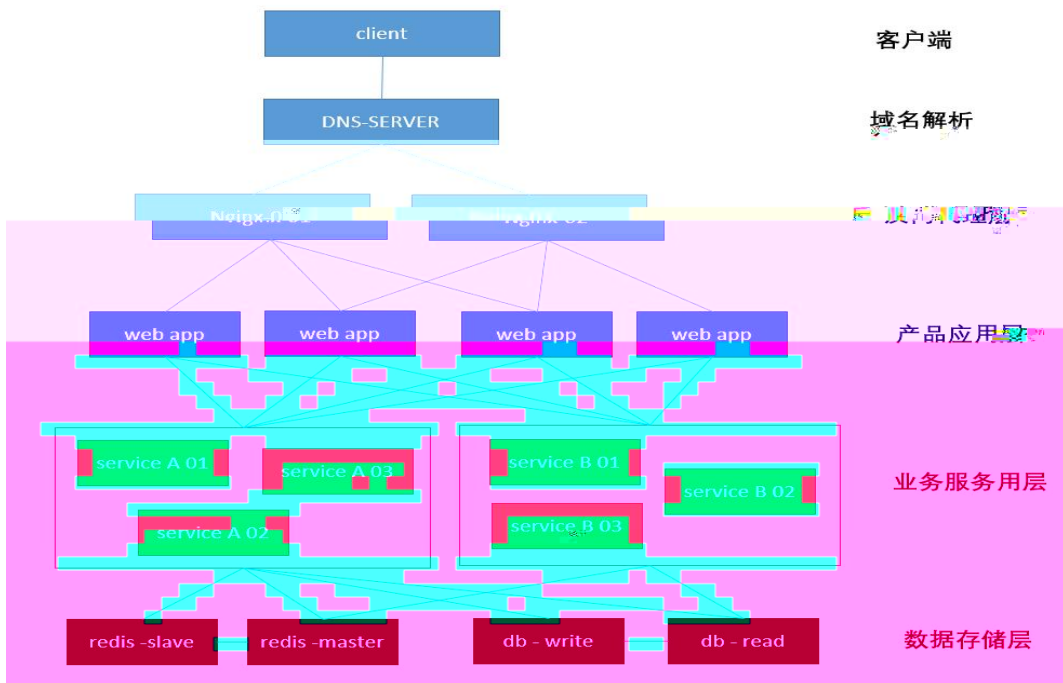 client
客户端
DNS-SERVER
域名解析
web app
web app
web app
web app
产品应用层
service A 01
service A 03
service A 02
service B 01
service B 02
service B 03
业务服务用层
redis -slave
redis -master
db - write
db - read
数据存储层